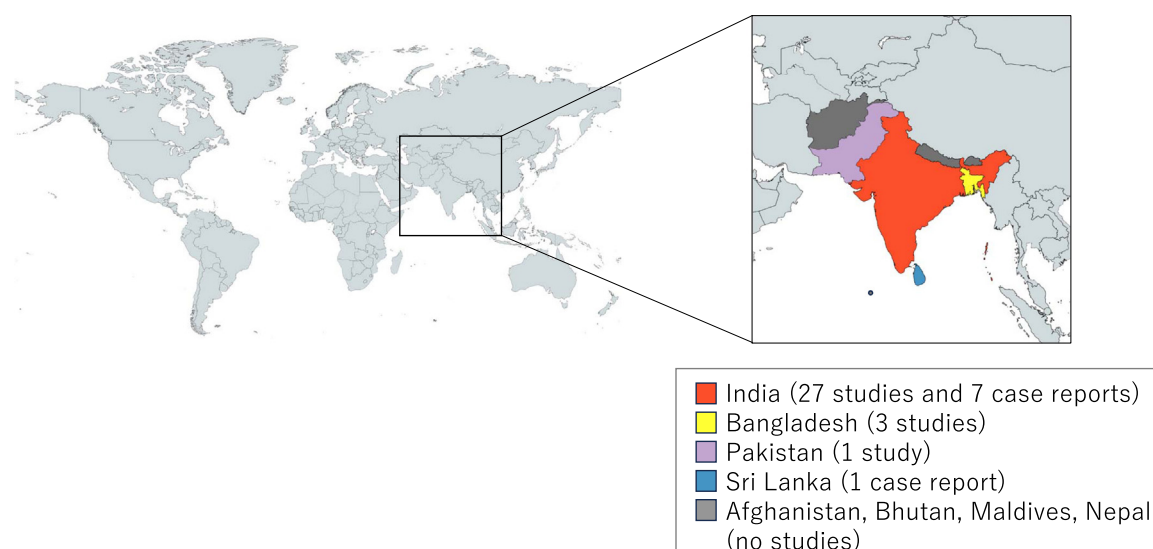 India (27 studies and 7 case reports)
Bangladesh (3 studies)
Pakistan (1 study)
Sri Lanka (1 case report)
Afghanistan, Bhutan, Maldives, Nepal
(no studies)